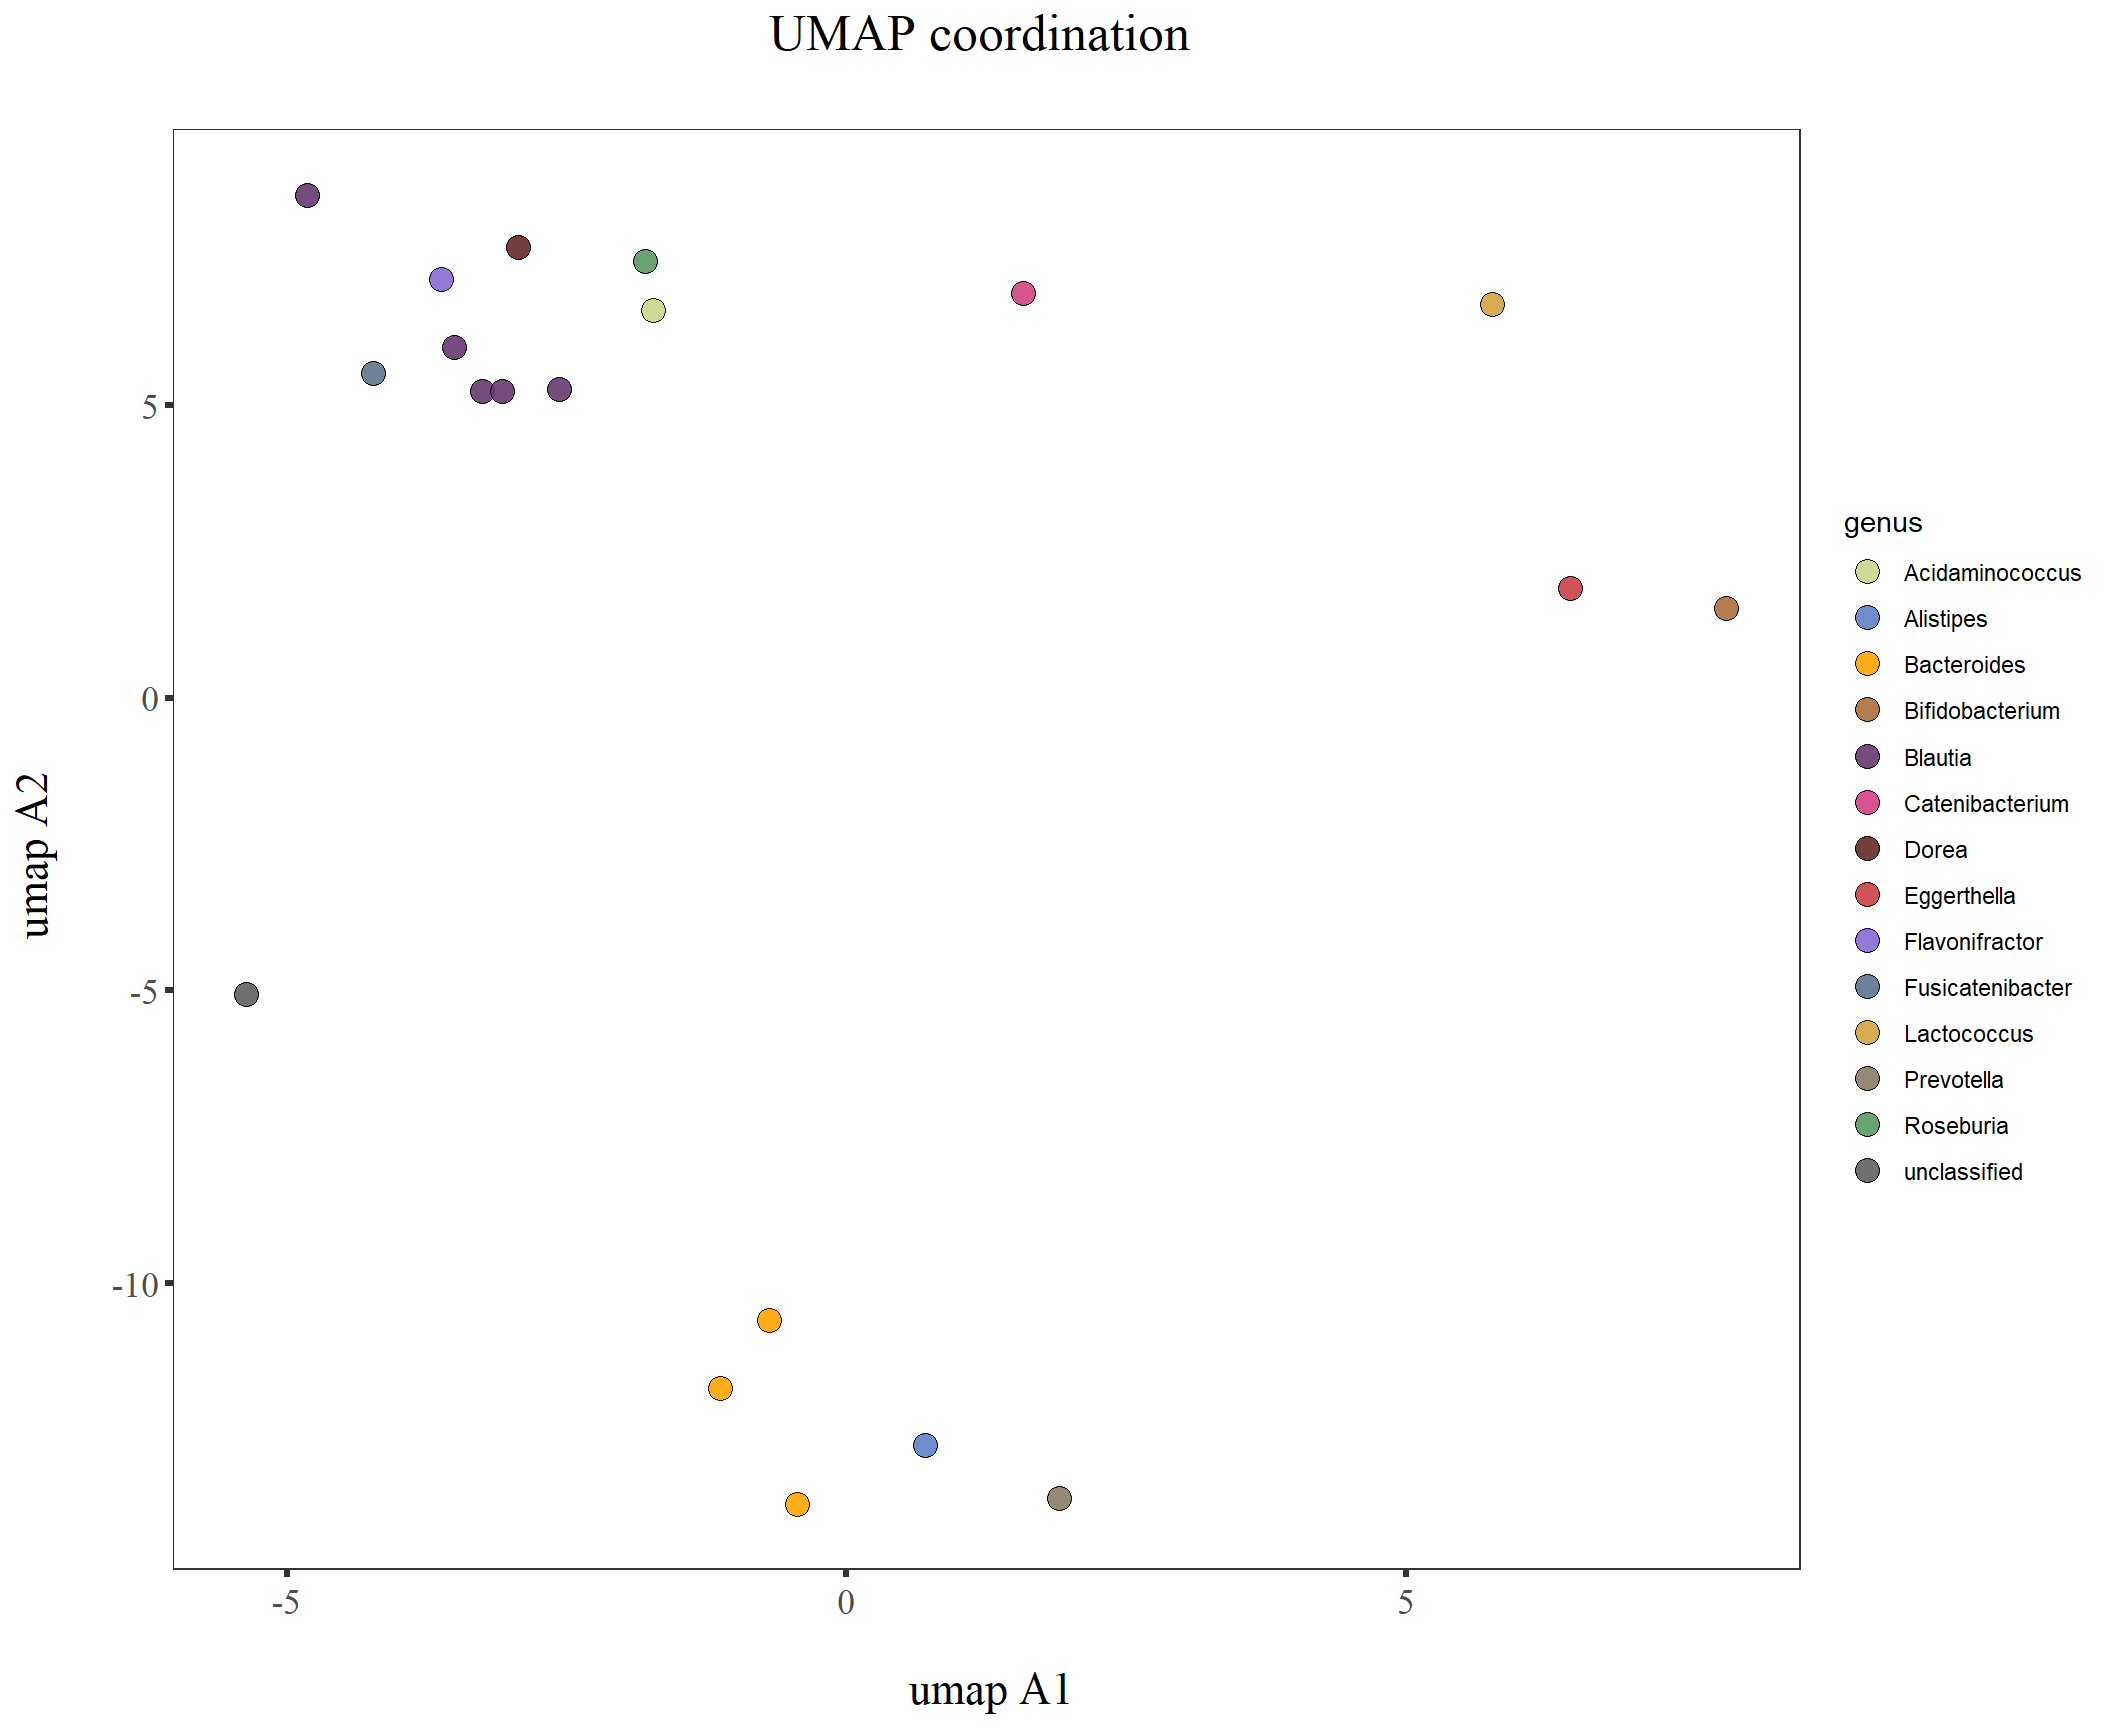 UMAP coordination
5
0
-5
-10
umap A2
-5
0
5
umap A1
genus
Acidaminococcus
Alistipes
Bacteroides
Bifidobacterium
Blautia
Catenibacterium
Dorea
Eggerthella
Flavonifractor
Fusicatenibacter
Lactococcus
Prevotella
Roseburia
unclassified